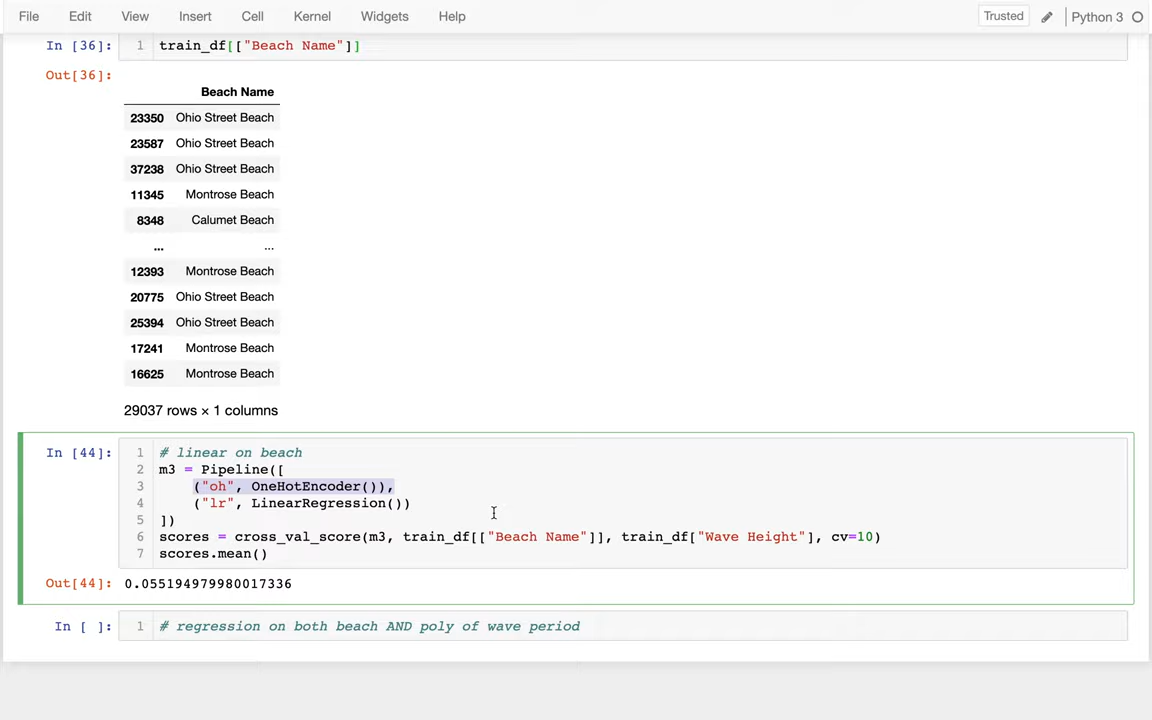 File Edit View Insert Cell Kernel Widgets Help Trusted Python 3
In [36]: 1 train_df[["Beach Name"]]
Out[36]:
Beach Name
23350 Ohio Street Beach
23587 Ohio Street Beach
37238 Ohio Street Beach
11345 Montrose Beach
8348 Calumet Beach
... ...
12393 Montrose Beach
20775 Ohio Street Beach
25394 Ohio Street Beach
17241 Montrose Beach
16625 Montrose Beach
29037 rows × 1 columns
In [44]: 1 # linear on beach
2 m3 = Pipeline([
3 ("oh", OneHotEncoder()),
4 ("lr", LinearRegression())
5 ])
6 scores = cross_val_score(m3, train_df[["Beach Name"]], train_df["Wave Height"], cv=10)
7 scores.mean()
Out[44]: 0.055194979980017336
In [ ]: 1 # regression on both beach AND poly of wave period